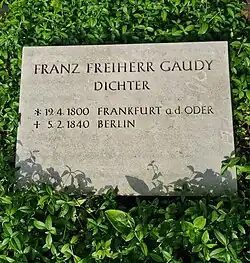 FRANZ FREIHERR GAUDY
DICHTER
* 19.4.1800 FRANKFURT a.d. ODER
+ 5.2.1840 BERLIN